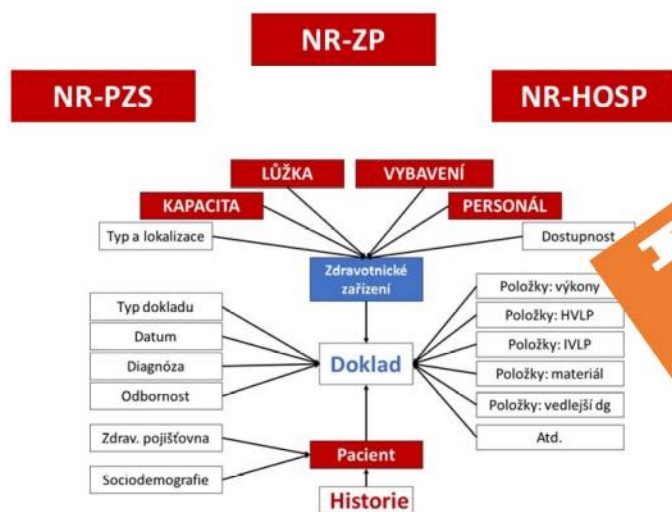 NR-ZP
NR-PZS
NR-HOSP
LŮŽKA
VYBAVENÍ
KAPACITA
PERSONÁL
Typ a lokalizace
Dostupnost
Zdravotnické
zařízení
Typ dokladu
Datum
Diagnóza
Odbornost
Doklad
Položky: výkony
Položky: HVLP
Položky: IVLP
Položky: materiál
Položky: vedlejší dg
Atd.
Zdrav. pojišťovna
Sociodemografie
Pacient
Historie